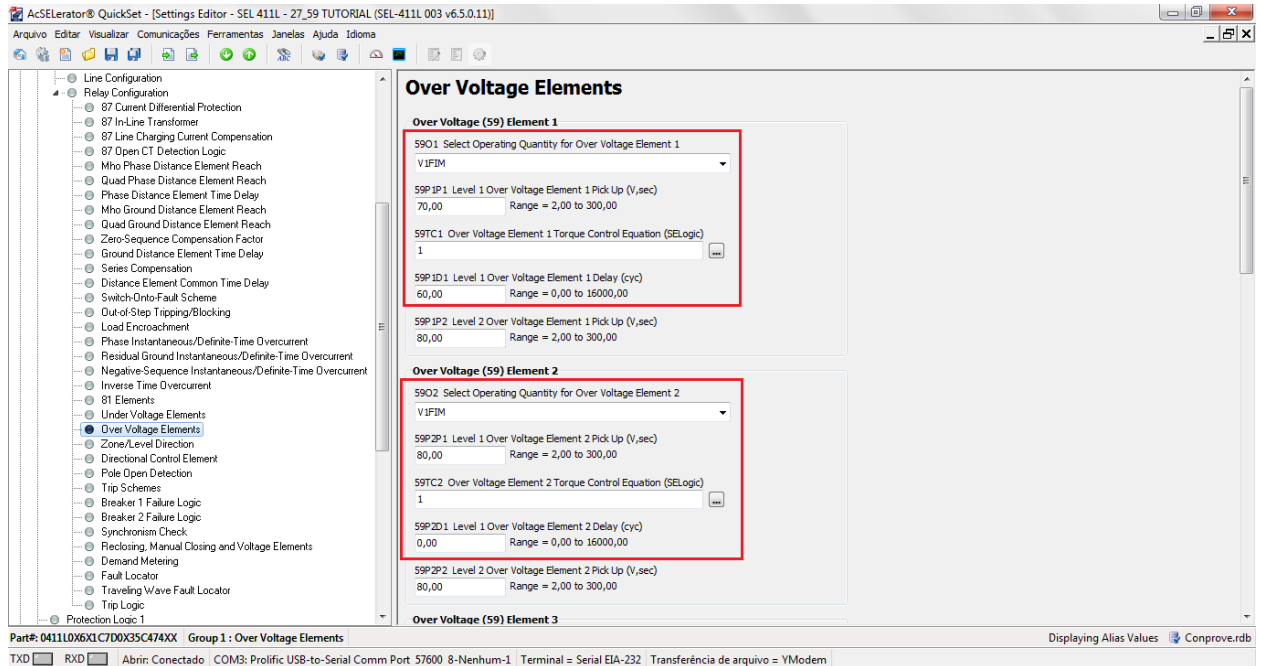 AcSELerator® QuickSet - [Settings Editor - SEL 411L - 27_59 TUTORIAL (SEL-411L 003 v6.5.0.11)]
Arquivo Editar Visualizar Comunicações Ferramentas Janelas Ajuda Idioma
Line Configuration
Relay Configuration
87 Current Differential Protection
87 In-Line Transformer
87 Line Charging Current Compensation
87 Open CT Detection Logic
Mho Phase Distance Element Reach
Quad Phase Distance Element Reach
Phase Distance Element Time Delay
Mho Ground Distance Element Reach
Quad Ground Distance Element Reach
Zero-Sequence Compensation Factor
Ground Distance Element Time Delay
Series Compensation
Distance Element Common Time Delay
Switch-Onto-Fault Scheme
Out-of-Step Tripping/Blocking
Load Encroachment
Phase Instantaneous/Definite-Time Overcurrent
Residual Ground Instantaneous/Definite-Time Overcurrent
Negative-Sequence Instantaneous/Definite-Time Overcurrent
Inverse Time Overcurrent
81 Elements
Under Voltage Elements
Over Voltage Elements
Zone/Level Direction
Directional Control Element
Pole Open Detection
Trip Schemes
Breaker 1 Failure Logic
Breaker 2 Failure Logic
Synchronism Check
Reclosing, Manual Closing and Voltage Elements
Demand Metering
Fault Locator
Traveling Wave Fault Locator
Trip Logic
Protection Logic 1
Over Voltage Elements
Over Voltage (59) Element 1
59O1 Select Operating Quantity for Over Voltage Element 1
V1FIM
59P1P1 Level 1 Over Voltage Element 1 Pick Up (V,sec)
70,00 Range = 2,00 to 300,00
59TC1 Over Voltage Element 1 Torque Control Equation (SELogic)
1 ...
59P1D1 Level 1 Over Voltage Element 1 Delay (cyc)
60,00 Range = 0,00 to 16000,00
59P1P2 Level 2 Over Voltage Element 1 Pick Up (V,sec)
80,00 Range = 2,00 to 300,00
Over Voltage (59) Element 2
59O2 Select Operating Quantity for Over Voltage Element 2
V1FIM
59P2P1 Level 1 Over Voltage Element 2 Pick Up (V,sec)
80,00 Range = 2,00 to 300,00
59TC2 Over Voltage Element 2 Torque Control Equation (SELogic)
1 ...
59P2D1 Level 1 Over Voltage Element 2 Delay (cyc)
0,00 Range = 0,00 to 16000,00
59P2P2 Level 2 Over Voltage Element 2 Pick Up (V,sec)
80,00 Range = 2,00 to 300,00
Over Voltage (59) Element 3
Part#: 0411L0X6X1C7D0X35C474XX Group 1 : Over Voltage Elements Displaying Alias Values Conprove.rdb
TXD RXD Abrir: Conectado COM3: Prolific USB-to-Serial Comm Port 57600 8-Nenhum-1 Terminal = Serial EIA-232 Transferência de arquivo = YModem